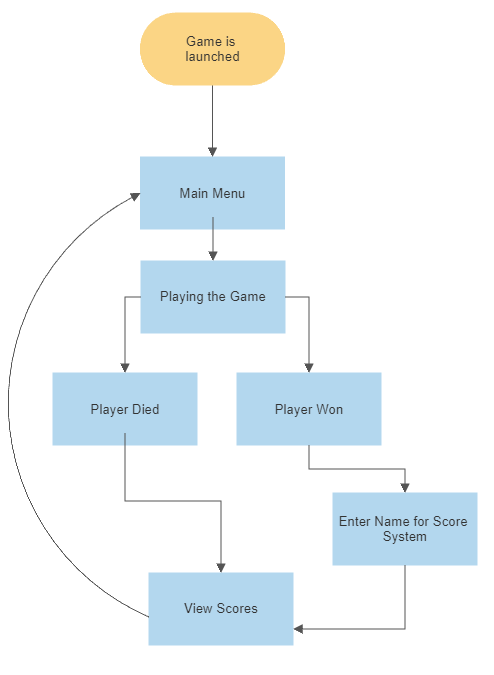 Game is
launched
Main Menu
Playing the Game
Player Died
Player Won
Enter Name for Score
System
View Scores